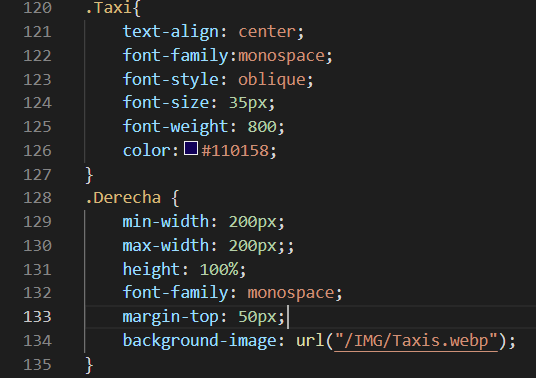 120 .Taxi{
121 text-align: center;
122 font-family:monospace;
123 font-style: oblique;
124 font-size: 35px;
125 font-weight: 800;
126 color: #110158;
127 }
128 .Derecha {
129 min-width: 200px;
130 max-width: 200px;;
131 height: 100%;
132 font-family: monospace;
133 margin-top: 50px;
134 background-image: url("/IMG/Taxis.webp");
135 }